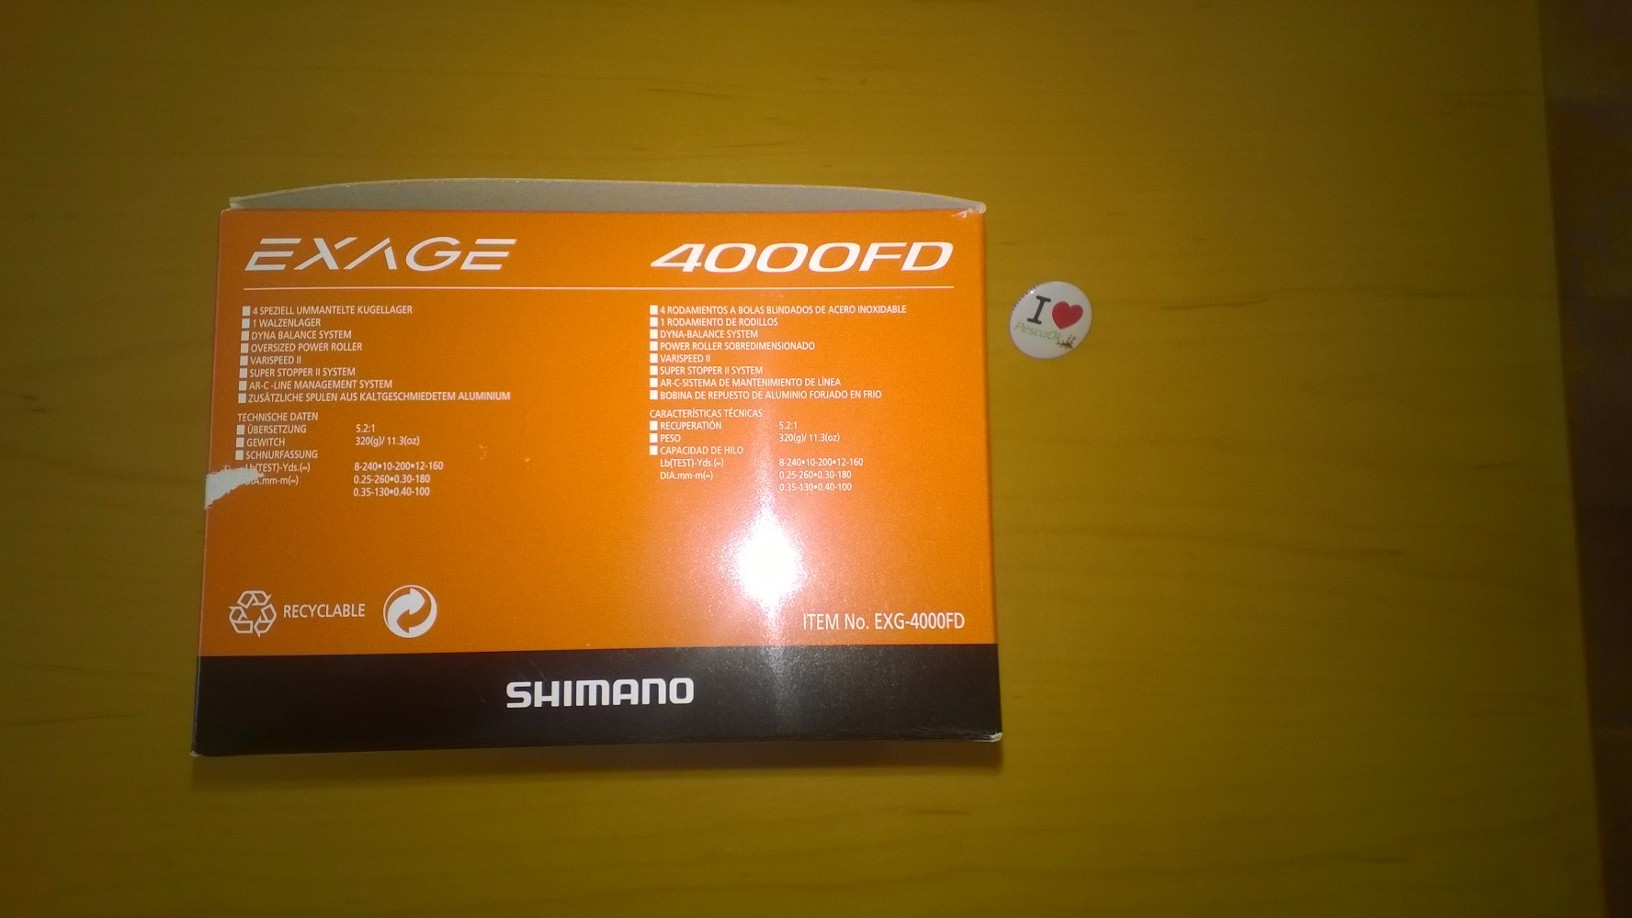 EXAGE
4 SPEZIELL UMMANTELTE KUGELLAGER
1 WALZENLAGER
DYNA BALANCE SYSTEM
OVERSIZED POWER ROLLER
VARISPEED II
SUPER STOPPER II SYSTEM
AR-C -LINE MANAGEMENT SYSTEM
ZUSÄTZLICHE SPULEN AUS KALTGESCHMIEDETEM ALUMINIUM
TECHNISCHE DATEN
ÜBERSETZUNG 5.2:1
GEWITCH 320(g)/ 11.3(oz)
SCHNURFASSUNG
Lb(TEST)-Yds.(≈) 8-240•10-200•12-160
DIA.mm-m(≈) 0.25-260•0.30-180
0.35-130•0.40-100
4000FD
4 RODAMIENTOS A BOLAS BLINDADOS DE ACERO INOXIDABLE
1 RODAMIENTO DE RODILLOS
DYNA-BALANCE SYSTEM
POWER ROLLER SOBREDIMENSIONADO
VARISPEED II
SUPER STOPPER II SYSTEM
AR-C-SISTEMA DE MANTENIMIENTO DE LÍNEA
BOBINA DE REPUESTO DE ALUMINIO FORJADO EN FRIO
CARACTERÍSTICAS TÉCNICAS
RECUPERATIÓN 5.2:1
PESO 320(g)/ 11.3(oz)
CAPACIDAD DE HILO
Lb(TEST)-Yds.(≈) 8-240•10-200•12-160
DIA.mm-m(≈) 0.25-260•0.30-180
0.35-130•0.40-100
RECYCLABLE
ITEM No. EXG-4000FD
SHIMANO
I